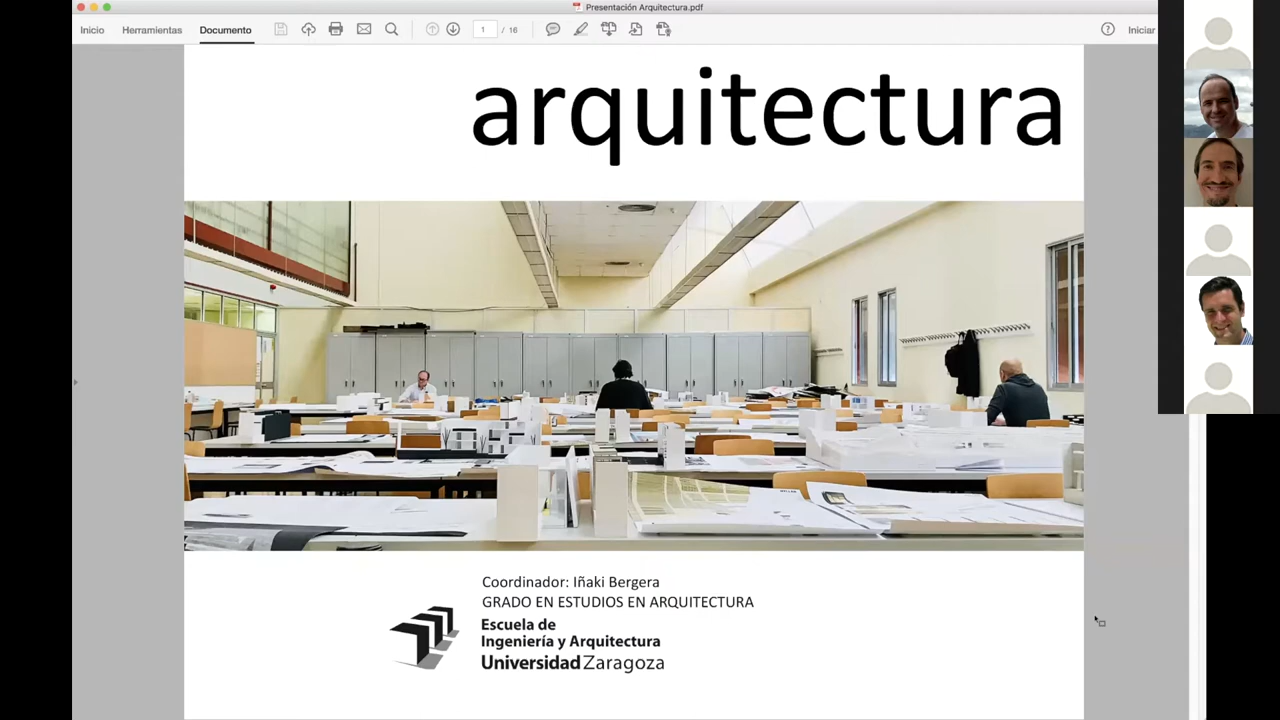 Presentación Arquitectura.pdf
Inicio
Herramientas
Documento
1 / 16
Iniciar
arquitectura
Coordinador: Iñaki Bergera
GRADO EN ESTUDIOS EN ARQUITECTURA
Escuela de
Ingeniería y Arquitectura
Universidad Zaragoza